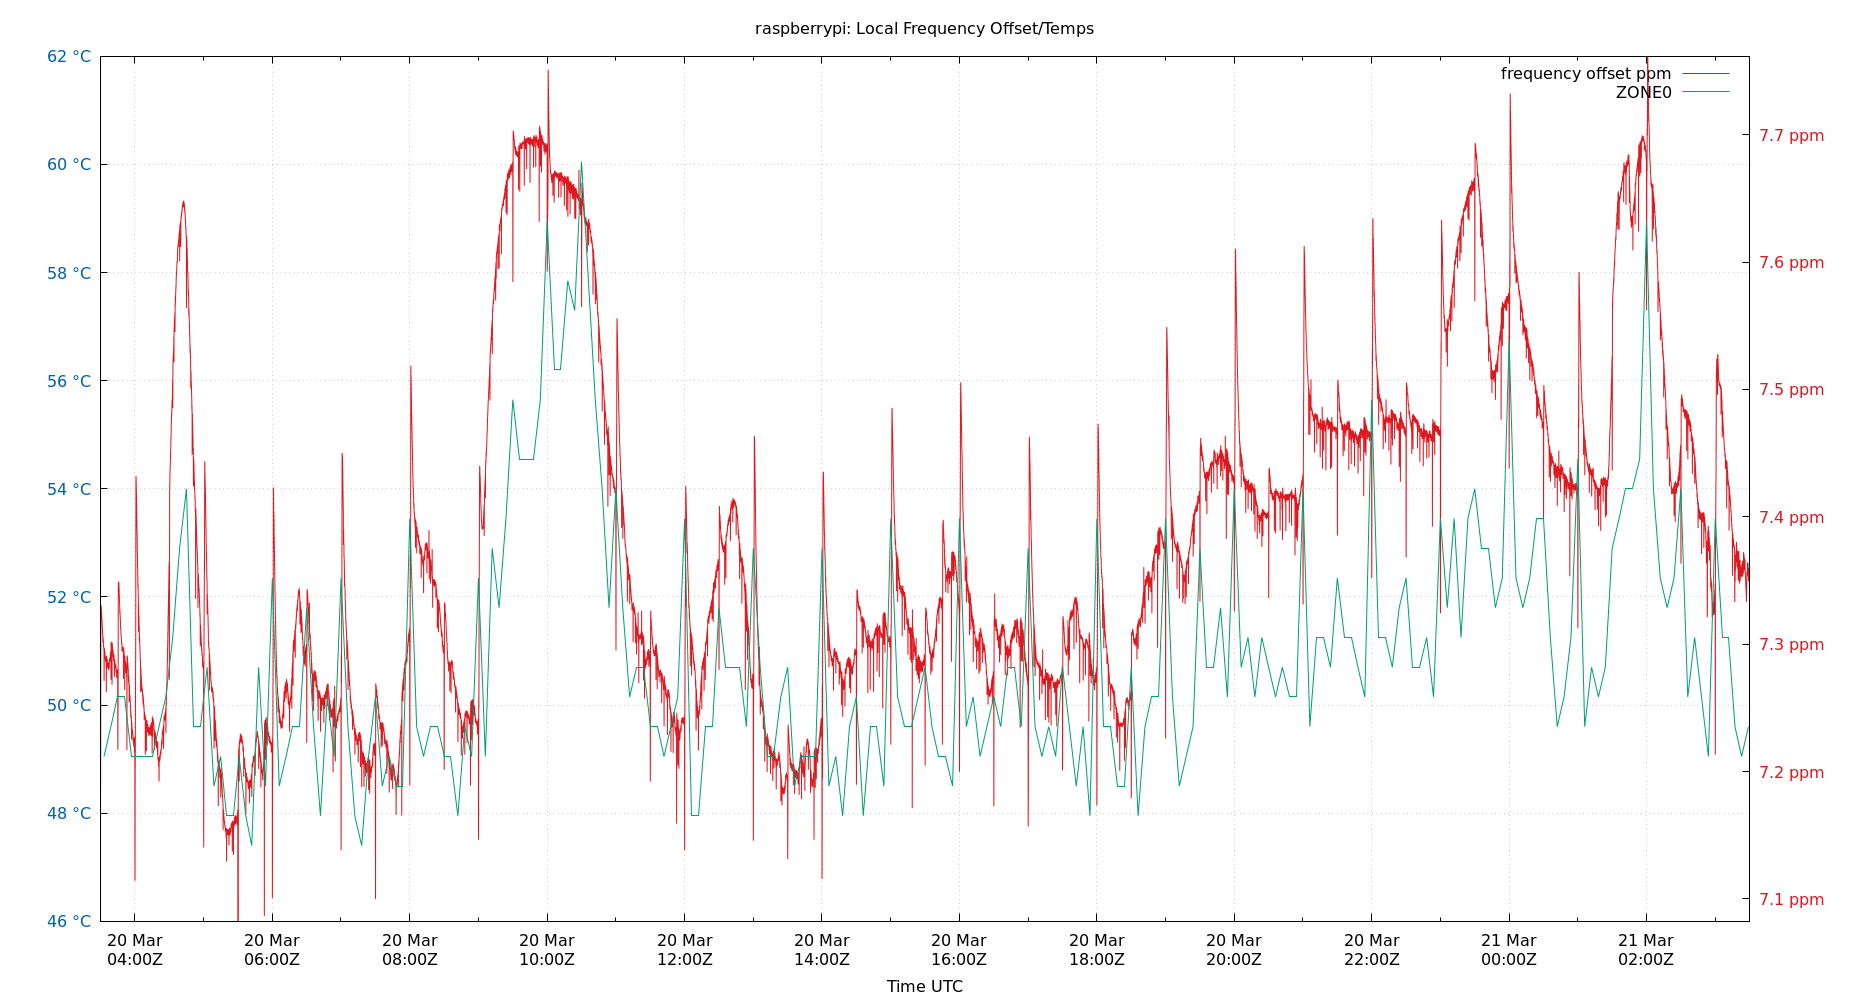 raspberrypi: Local Frequency Offset/Temps
frequency offset ppm
ZONE0
62 °C
60 °C
58 °C
56 °C
54 °C
52 °C
50 °C
48 °C
46 °C
7.7 ppm
7.6 ppm
7.5 ppm
7.4 ppm
7.3 ppm
7.2 ppm
7.1 ppm
20 Mar 20 Mar 20 Mar 20 Mar 20 Mar 20 Mar 20 Mar 20 Mar 20 Mar 20 Mar 21 Mar 21 Mar
04:00Z 06:00Z 08:00Z 10:00Z 12:00Z 14:00Z 16:00Z 18:00Z 20:00Z 22:00Z 00:00Z 02:00Z
Time UTC